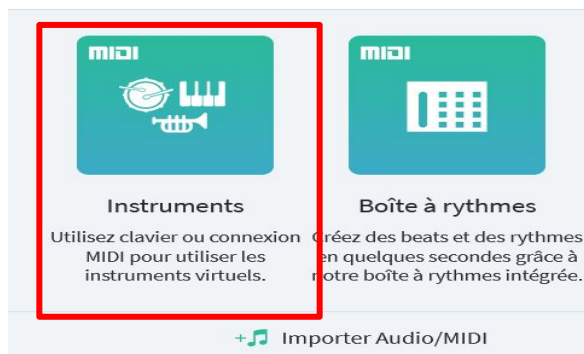 MIDI MIDI
Instruments Boîte à rythmes
Utilisez clavier ou connexion Créez des beats et des rythmes
MIDI pour utiliser les en quelques secondes grâce à
instruments virtuels. notre boîte à rythmes intégrée.
+ Importer Audio/MIDI